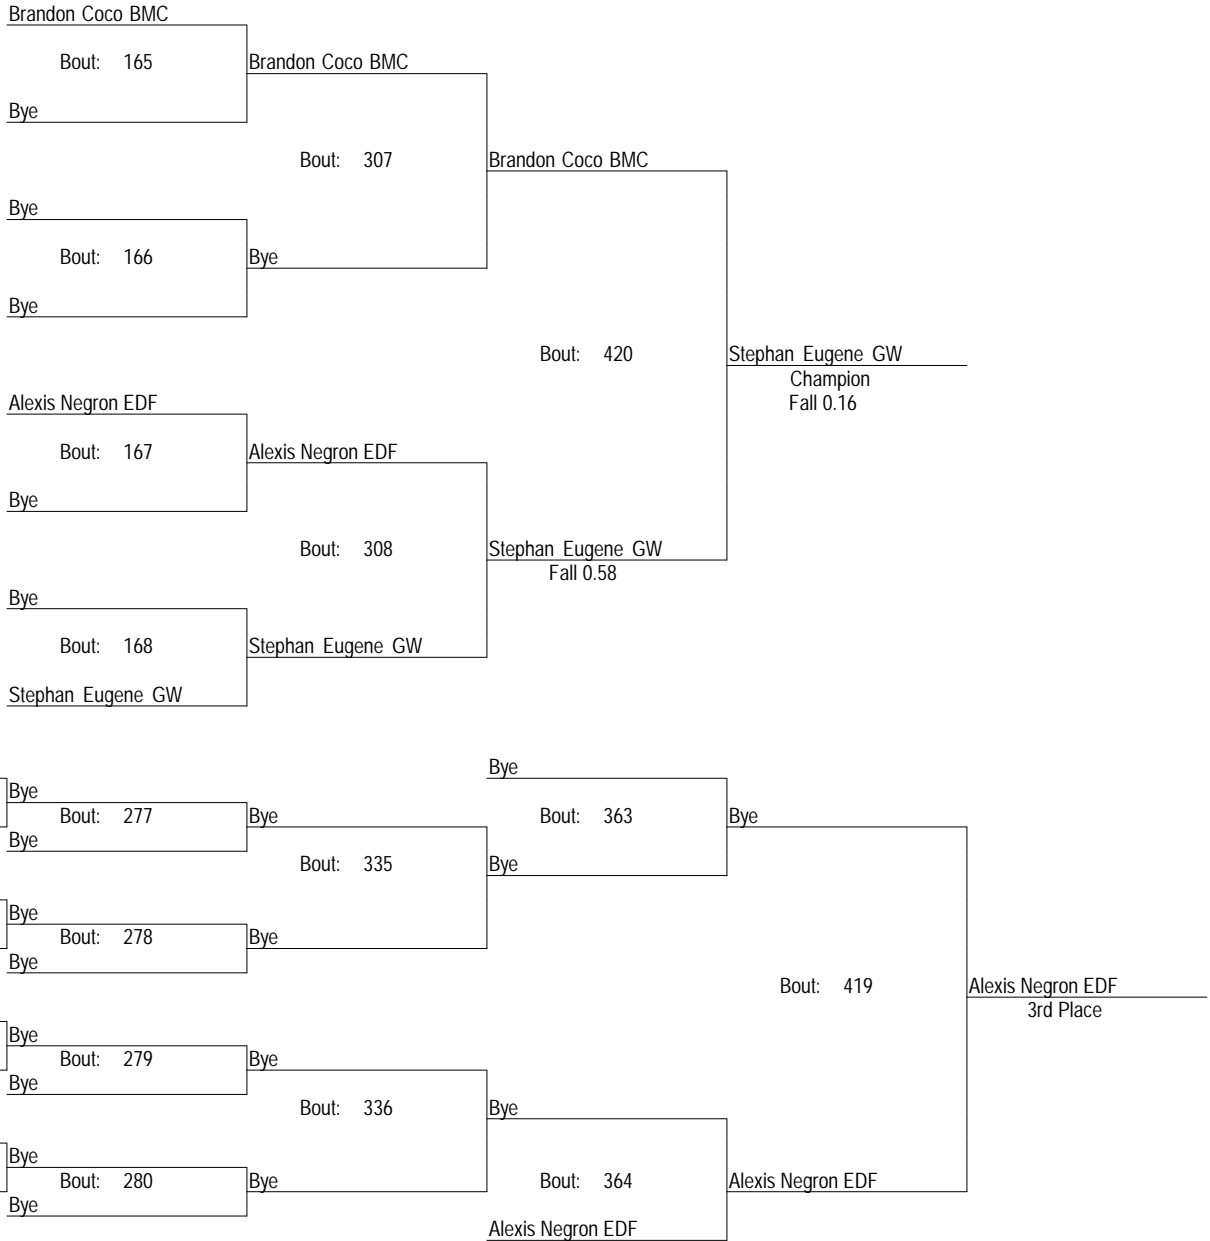 Brandon Coco BMC
Bout: 165
Brandon Coco BMC
Bye
Bout: 307
Brandon Coco BMC
Bye
Bout: 166
Bye
Bye
Bout: 420
Stephan Eugene GW
Champion
Fall 0.16
Alexis Negron EDF
Bout: 167
Alexis Negron EDF
Bye
Bout: 308
Stephan Eugene GW
Fall 0.58
Bye
Bout: 168
Stephan Eugene GW
Stephan Eugene GW
Bye
Bye
Bout: 277
Bye
Bout: 363
Bye
Bye
Bout: 335
Bye
Bye
Bout: 278
Bye
Bye
Bout: 419
Alexis Negron EDF
3rd Place
Bye
Bout: 279
Bye
Bye
Bout: 336
Bye
Bye
Bout: 280
Bye
Bout: 364
Alexis Negron EDF
Bye
Alexis Negron EDF